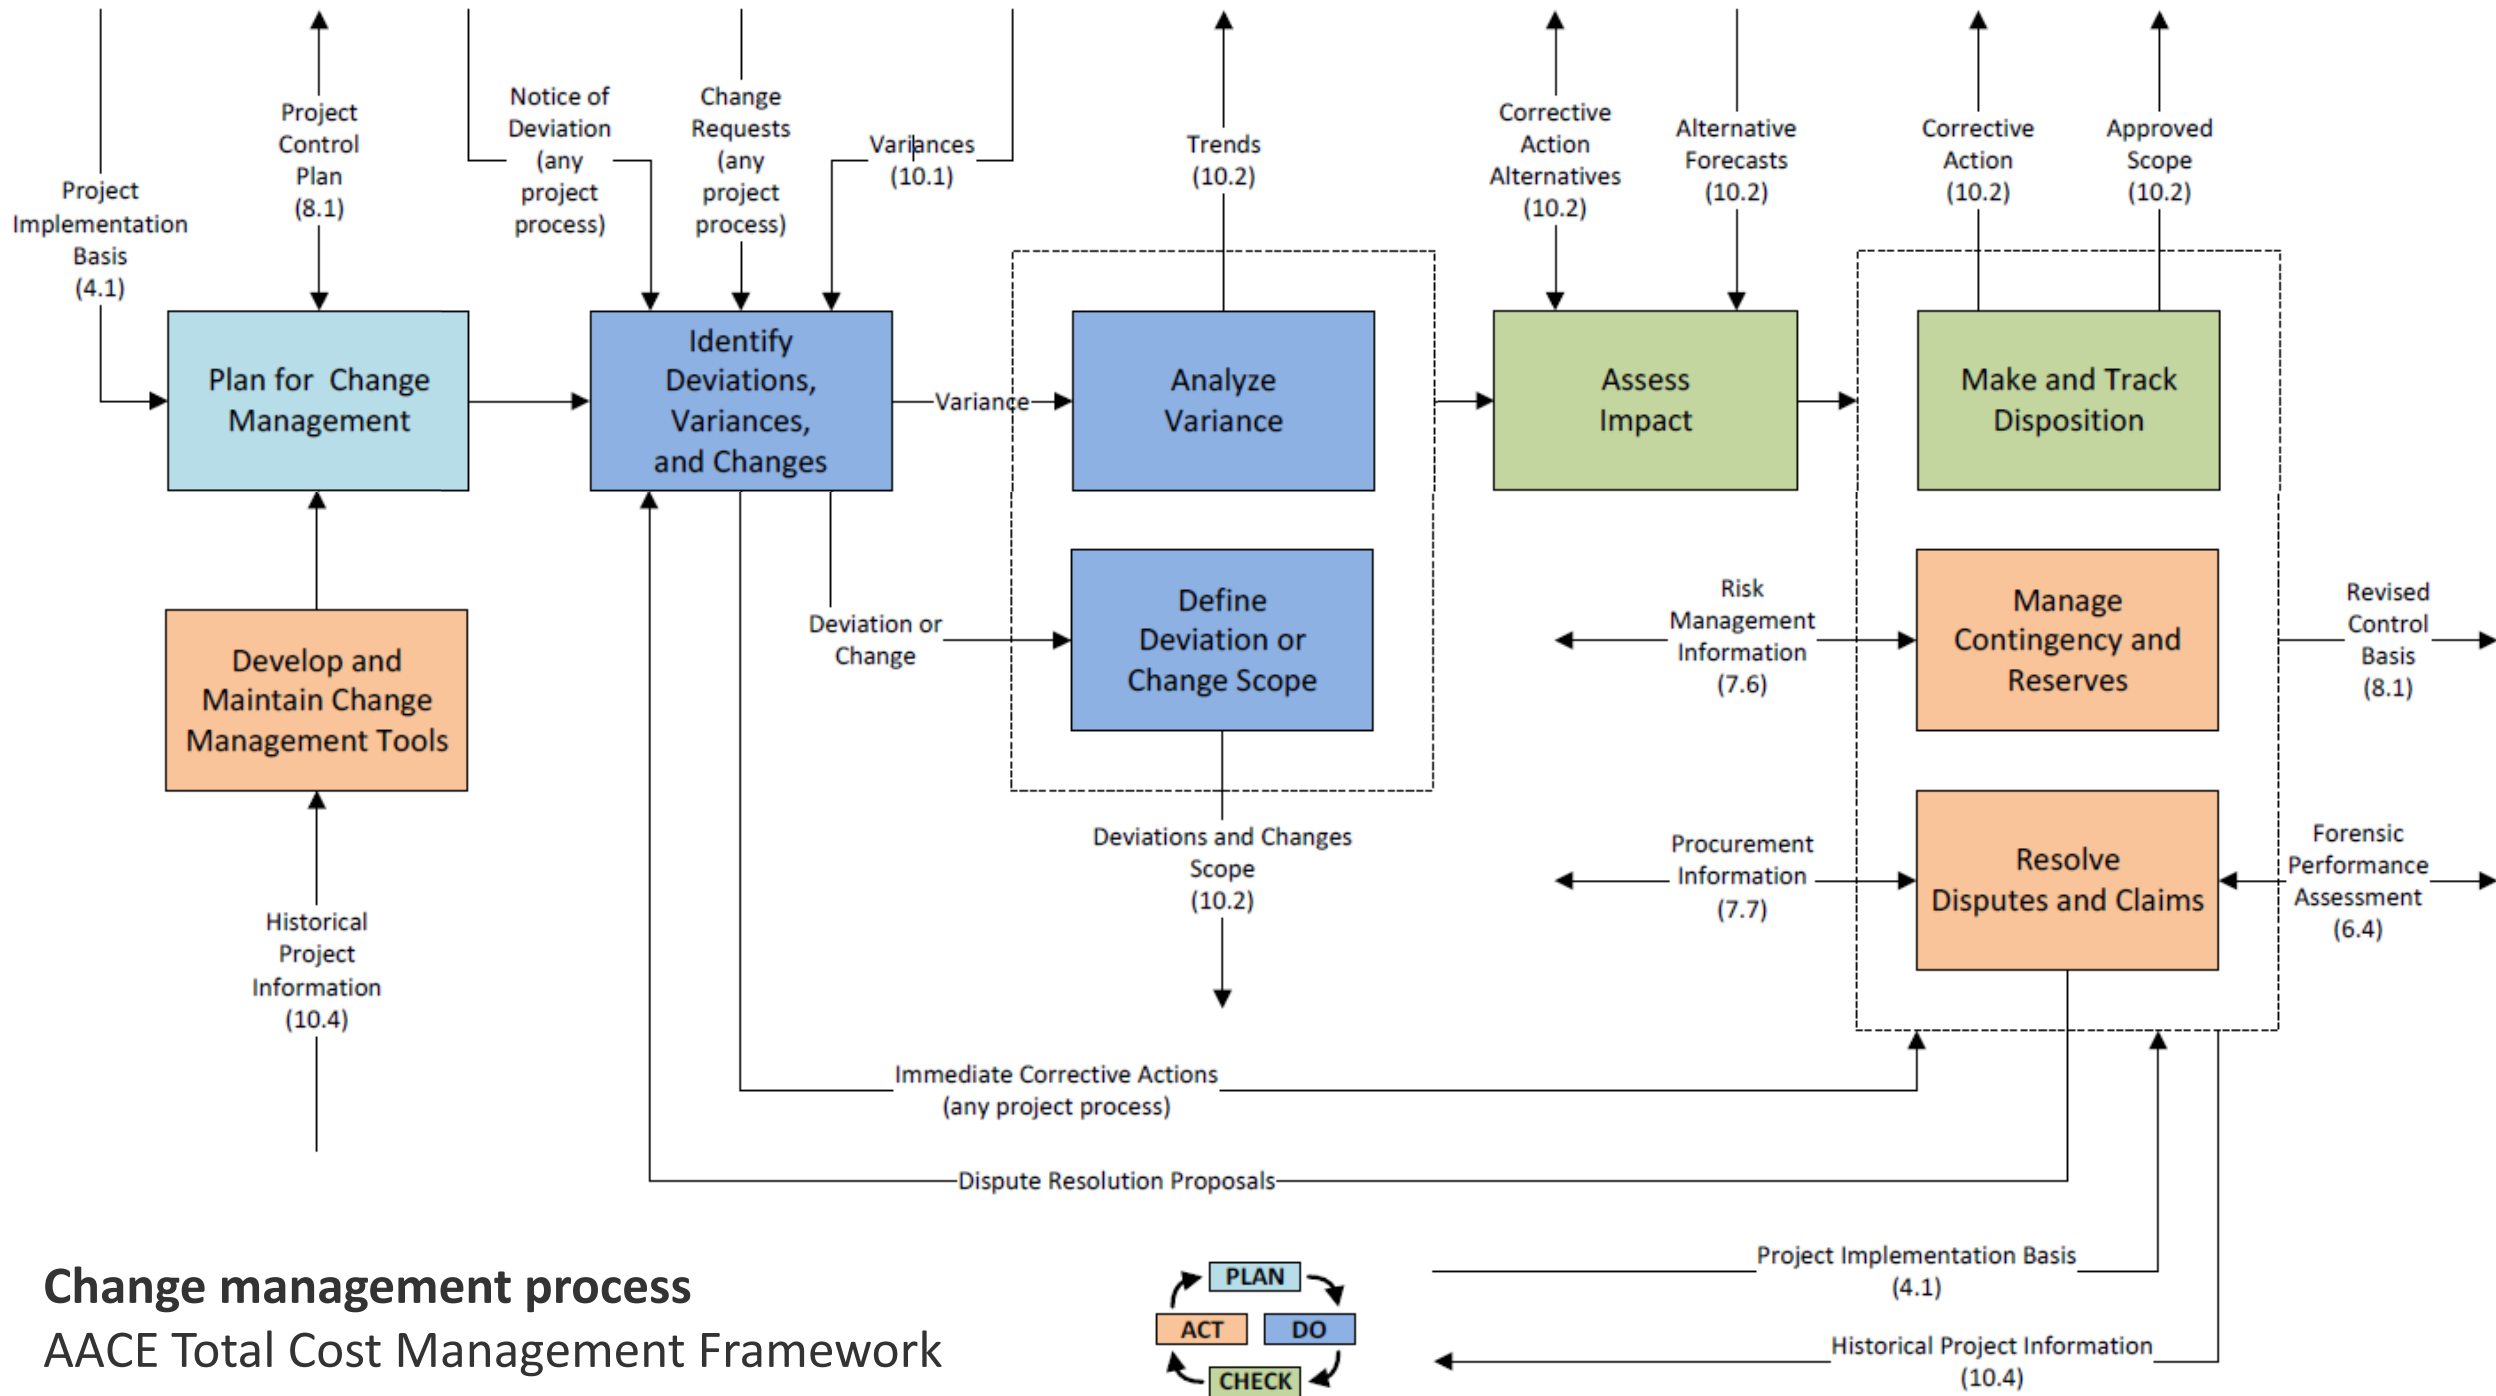 Project
Implementation
Basis
(4.1)
Project
Control
Plan
(8.1)
Notice of
Deviation
(any
project
process)
Change
Requests
(any
project
process)
Variances
(10.1)
Trends
(10.2)
Corrective
Action
Alternatives
(10.2)
Alternative
Forecasts
(10.2)
Corrective
Action
(10.2)
Approved
Scope
(10.2)
Plan for Change
Management
Identify
Deviations,
Variances,
and Changes
Variance
Analyze
Variance
Assess
Impact
Make and Track
Disposition
Develop and
Maintain Change
Management Tools
Deviation or
Change
Define
Deviation or
Change Scope
Risk
Management
Information
(7.6)
Manage
Contingency and
Reserves
Revised
Control
Basis
(8.1)
Historical
Project
Information
(10.4)
Deviations and Changes
Scope
(10.2)
Procurement
Information
(7.7)
Resolve
Disputes and Claims
Forensic
Performance
Assessment
(6.4)
Immediate Corrective Actions
(any project process)
Dispute Resolution Proposals
Project Implementation Basis
(4.1)
Historical Project Information
(10.4)
Change management process
AACE Total Cost Management Framework
PLAN
ACT
DO
CHECK